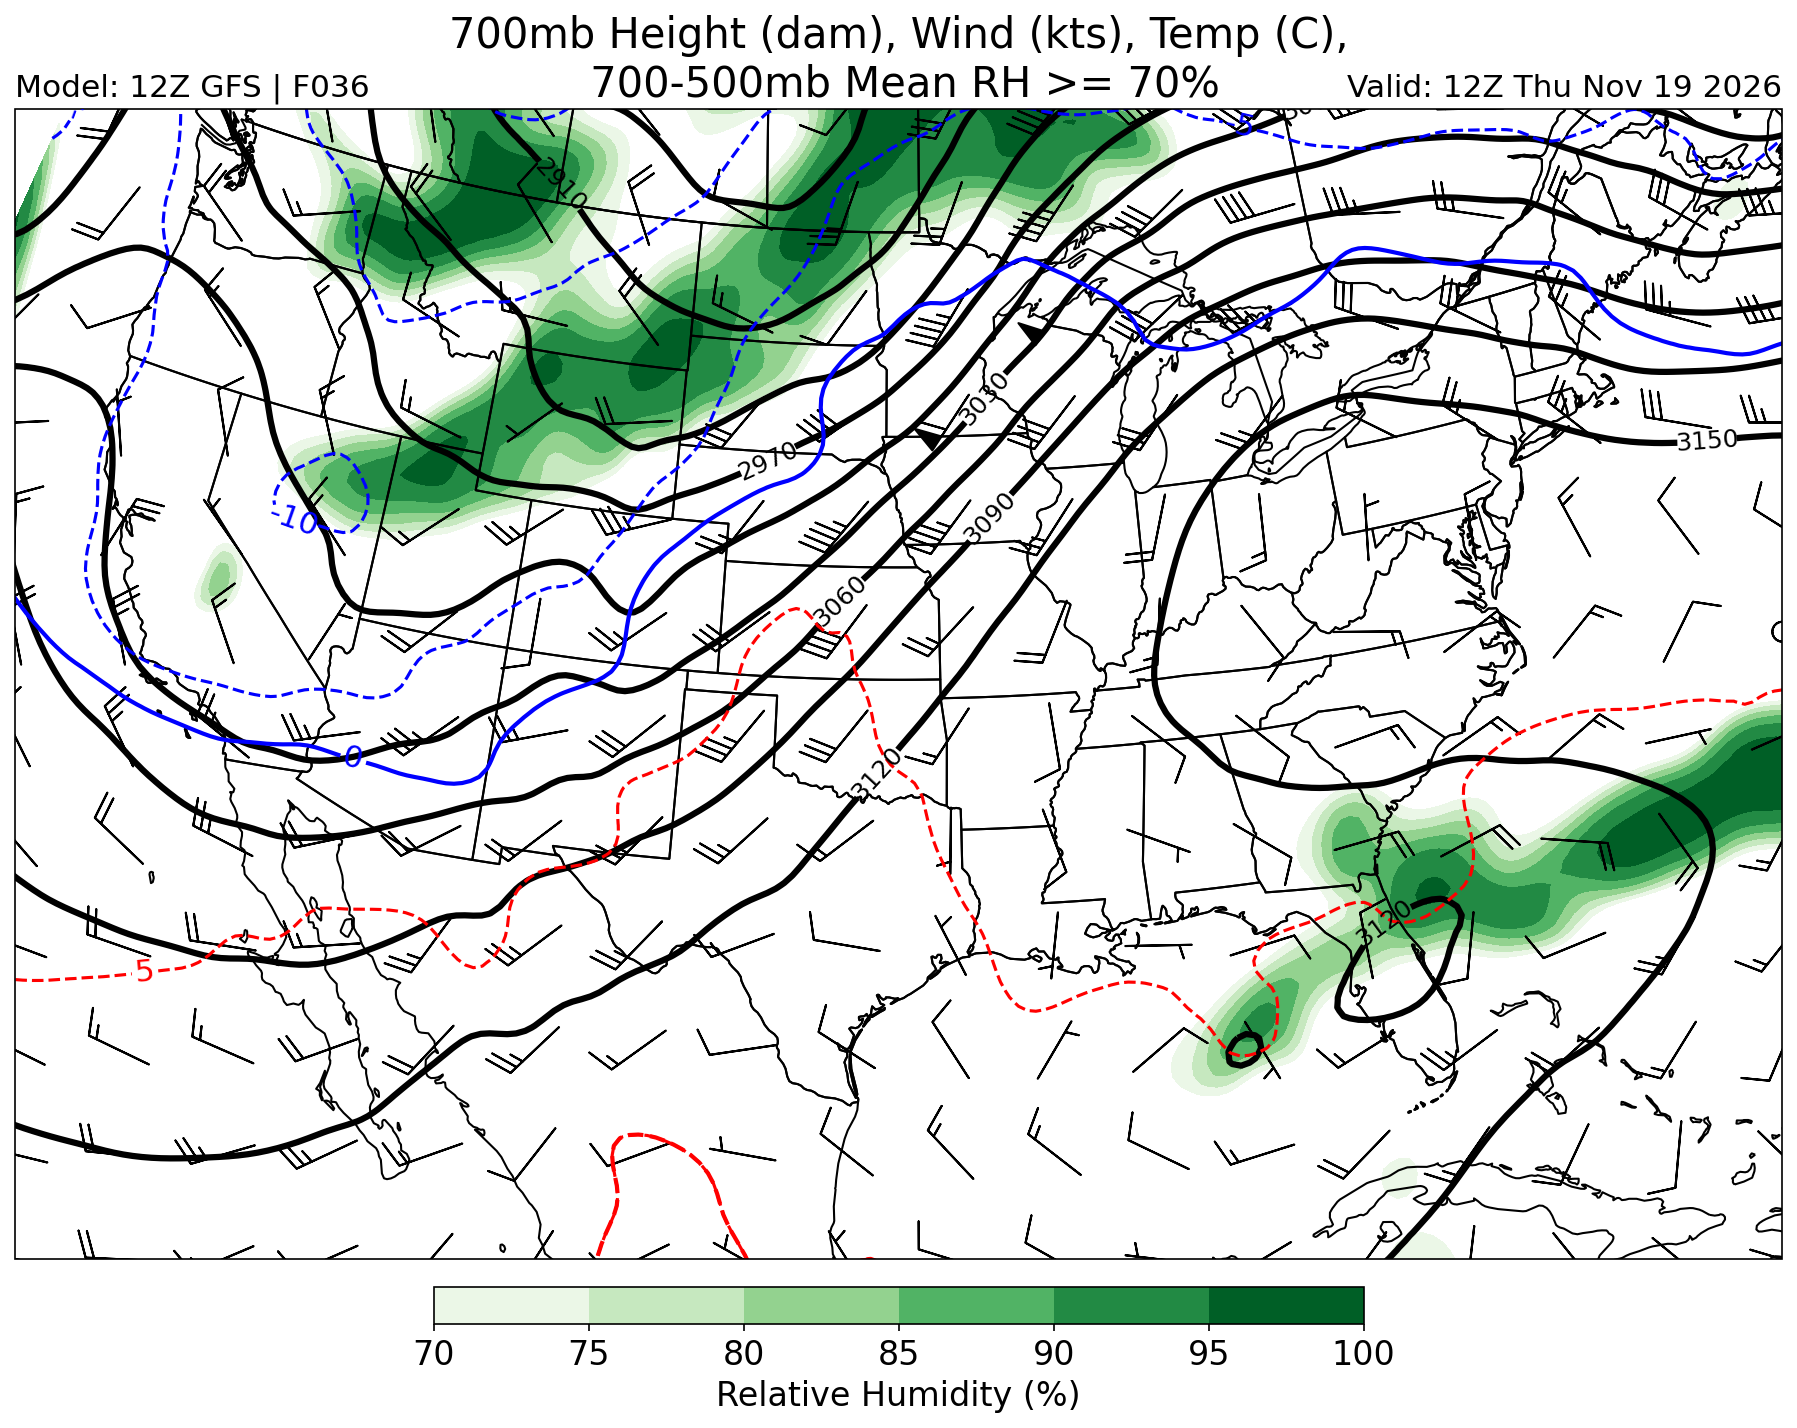 700mb Height (dam), Wind (kts), Temp (C),
Model: 12Z GFS | F036
700-500mb Mean RH >= 70%
Valid: 12Z Thu Nov 19 2026
2910
3030
2970
3150
-10
3090
3060
0
3120
3120
5
70 75 80 85 90 95 100
Relative Humidity (%)